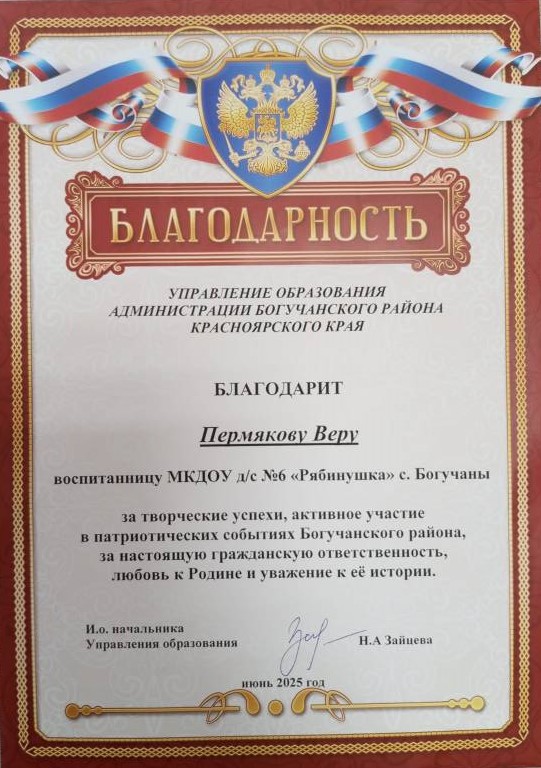 БЛАГОДАРНОСТЬ
УПРАВЛЕНИЕ ОБРАЗОВАНИЯ
АДМИНИСТРАЦИИ БОГУЧАНСКОГО РАЙОНА
КРАСНОЯРСКОГО КРАЯ
БЛАГОДАРИТ
Пермякову Веру
воспитанницу МКДОУ д/с №6 «Рябинушка» с. Богучаны
за творческие успехи, активное участие
в патриотических событиях Богучанского района,
за настоящую гражданскую ответственность,
любовь к Родине и уважение к её истории.
И.о. начальника
Управления образования Н.А Зайцева
июнь 2025 год